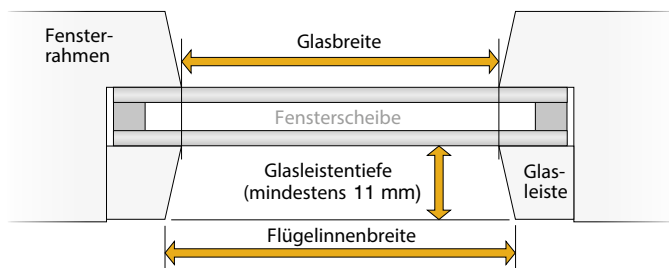 Fenster-
rahmen
Glasbreite
Fensterscheibe
Glasleistentiefe
(mindestens 11 mm)
Glas-
leiste
Flügelinnenbreite